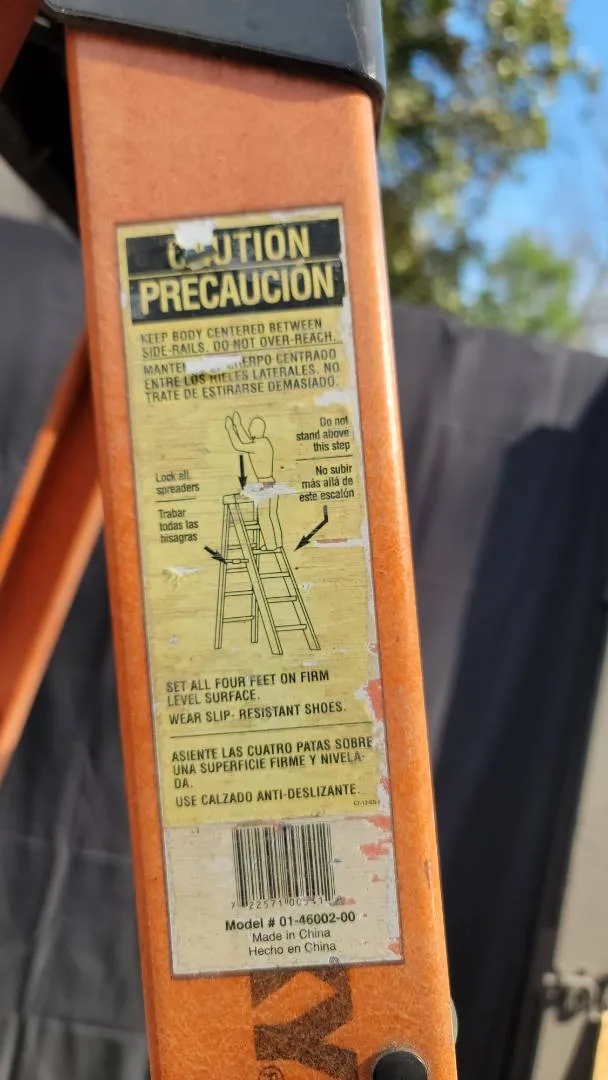 CAUTION
PRECAUCIÓN
KEEP BODY CENTERED BETWEEN
SIDE-RAILS. DO NOT OVER-REACH.
CENTRADO
ENTRE LOS RIELES LATERALES. NO
TRATE DE ESTIRARSE DEMASIADO.
Do not
stand above
this step
No subir
más allá de
este escalón
Lock all
spreaders
Trabar
todas las
bisagras
SET ALL FOUR FEET ON FIRM
LEVEL SURFACE.
WEAR SLIP- RESISTANT SHOES.
ASIENTE LAS CUATRO PATAS SOBRE
UNA SUPERFICIE FIRME Y NIVELA-
DA.
USE CALZADO ANTI-DESLIZANTE.
7 22571
Model # 01-46002-00
Made in China
Hecho en China
KY
®